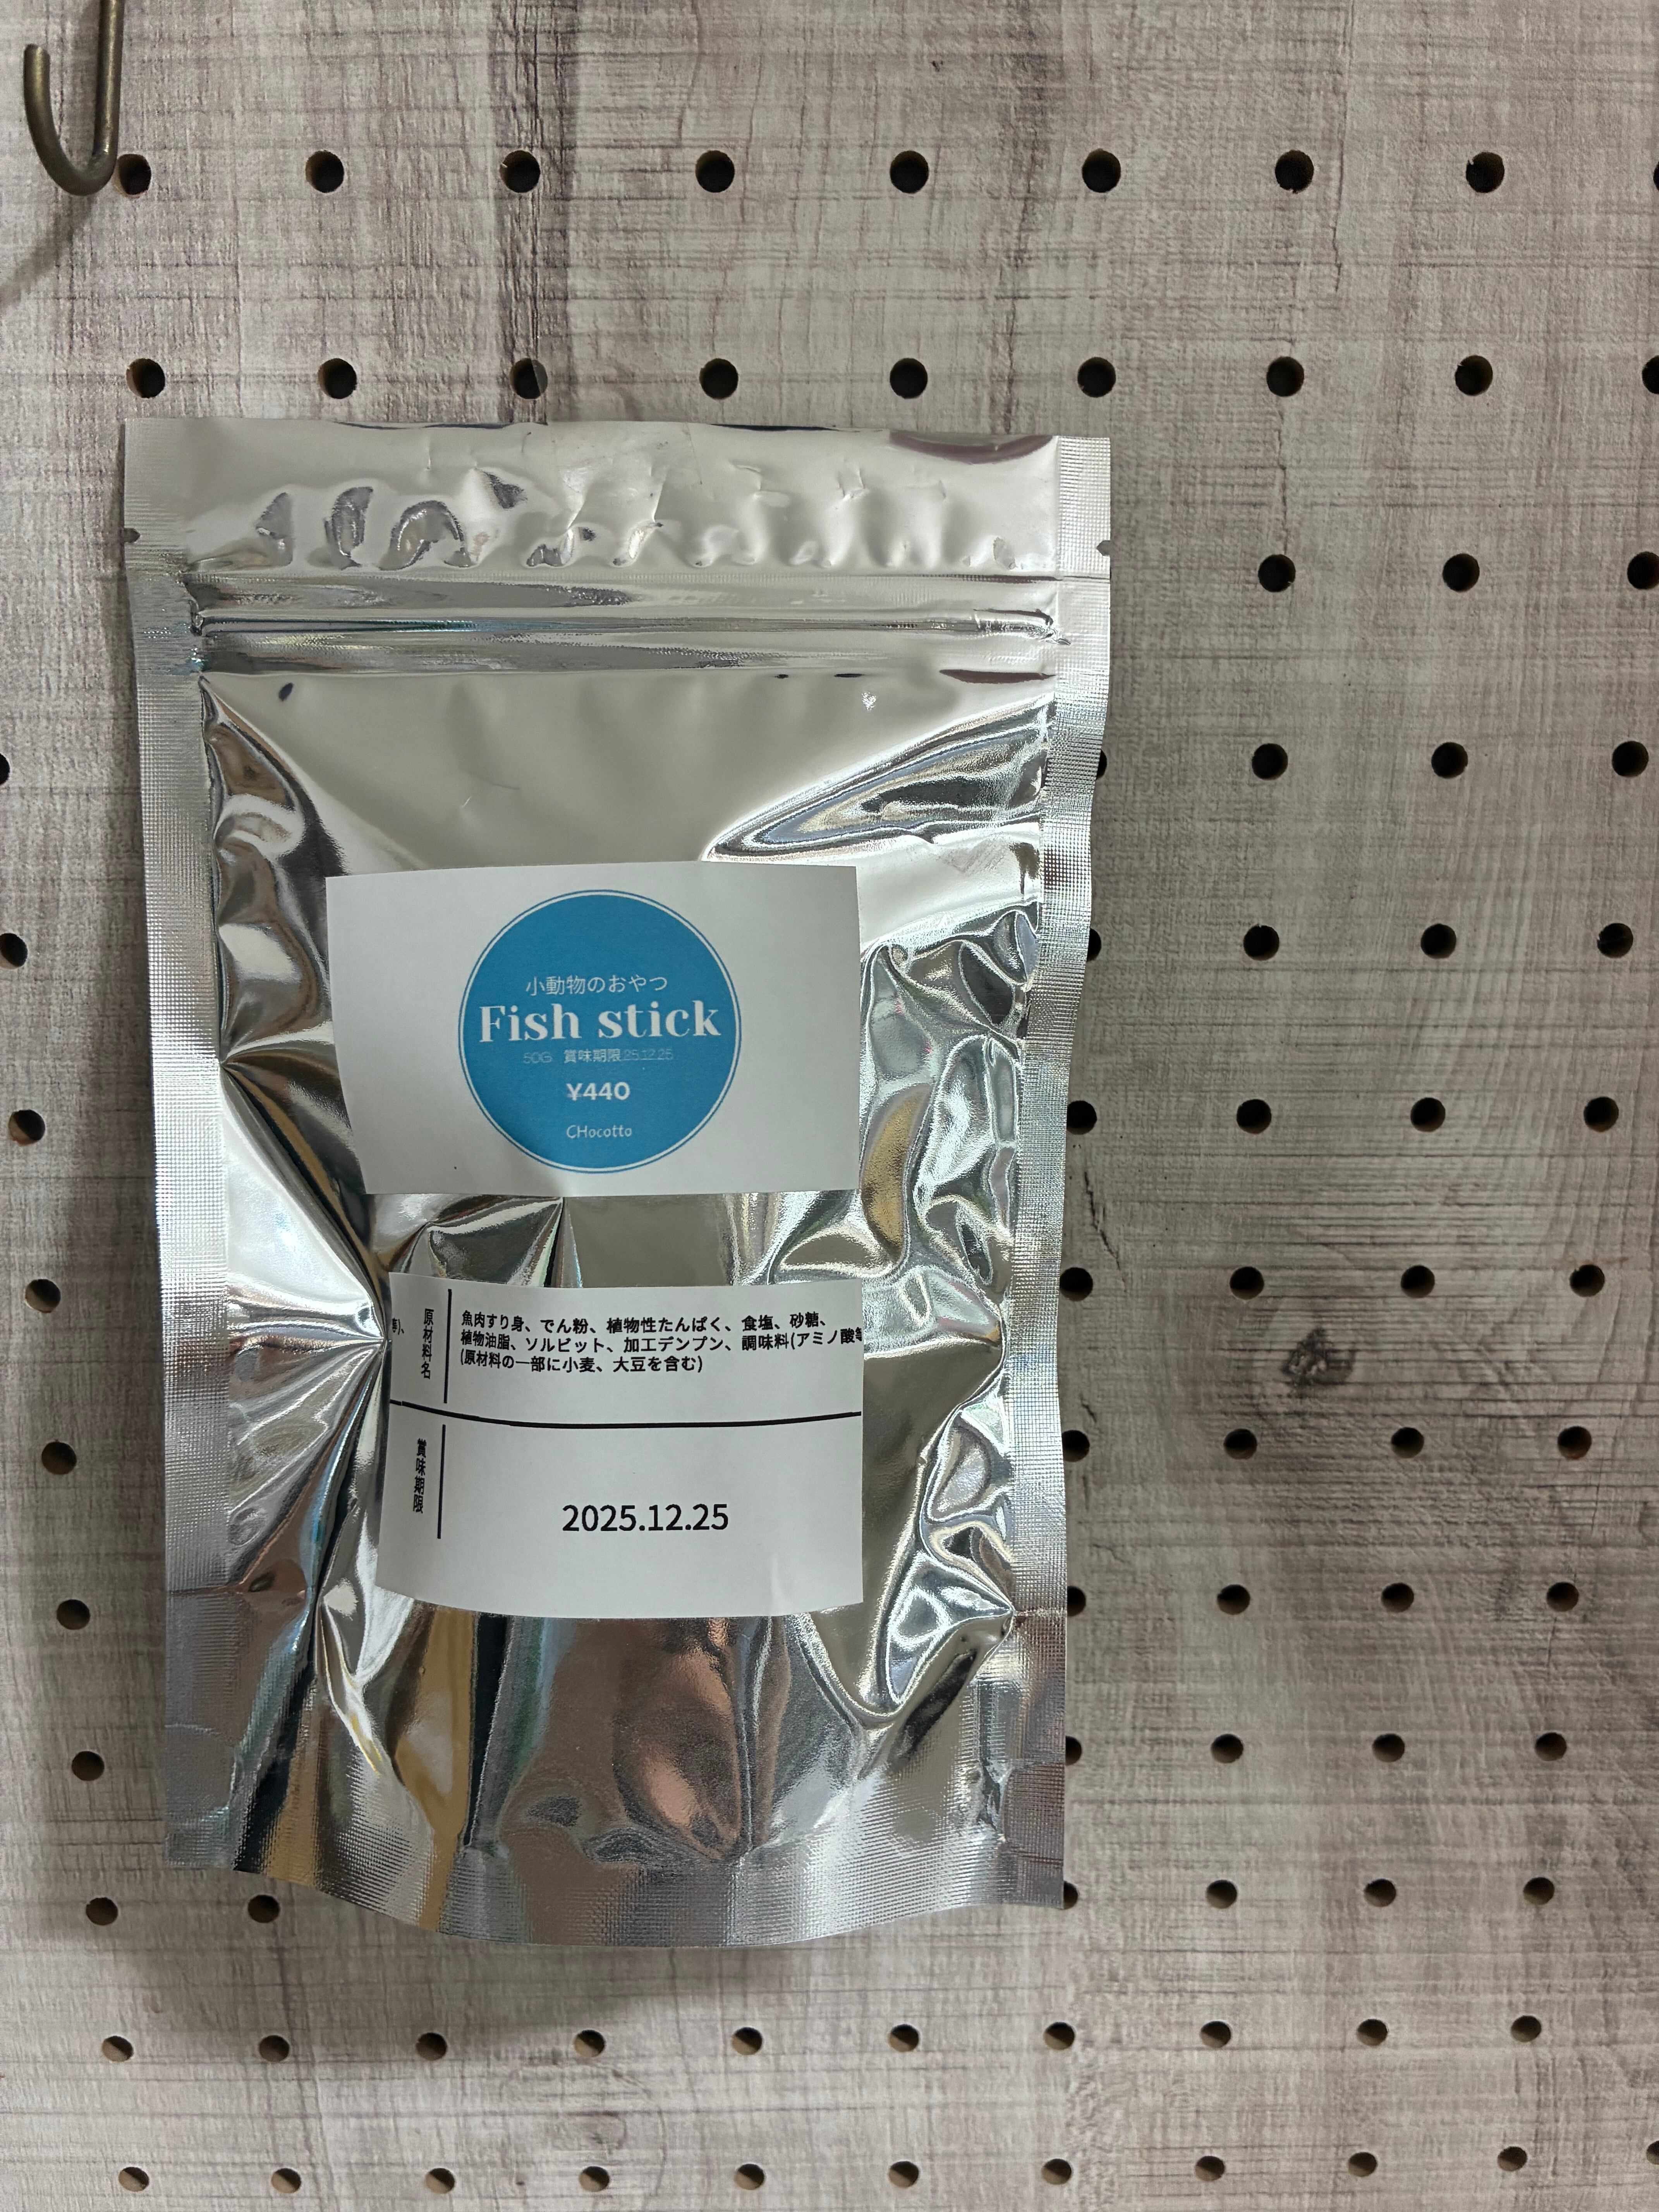 小動物のおやつ
Fish stick
50G 賞味期限25.12.25
¥440
CHocotto
原材料名
魚肉すり身、でん粉、植物性たんぱく、食塩、砂糖、
植物油脂、ソルビット、加工デンプン、調味料(アミノ酸等
(原材料の一部に小麦、大豆を含む)
賞味期限
2025.12.25